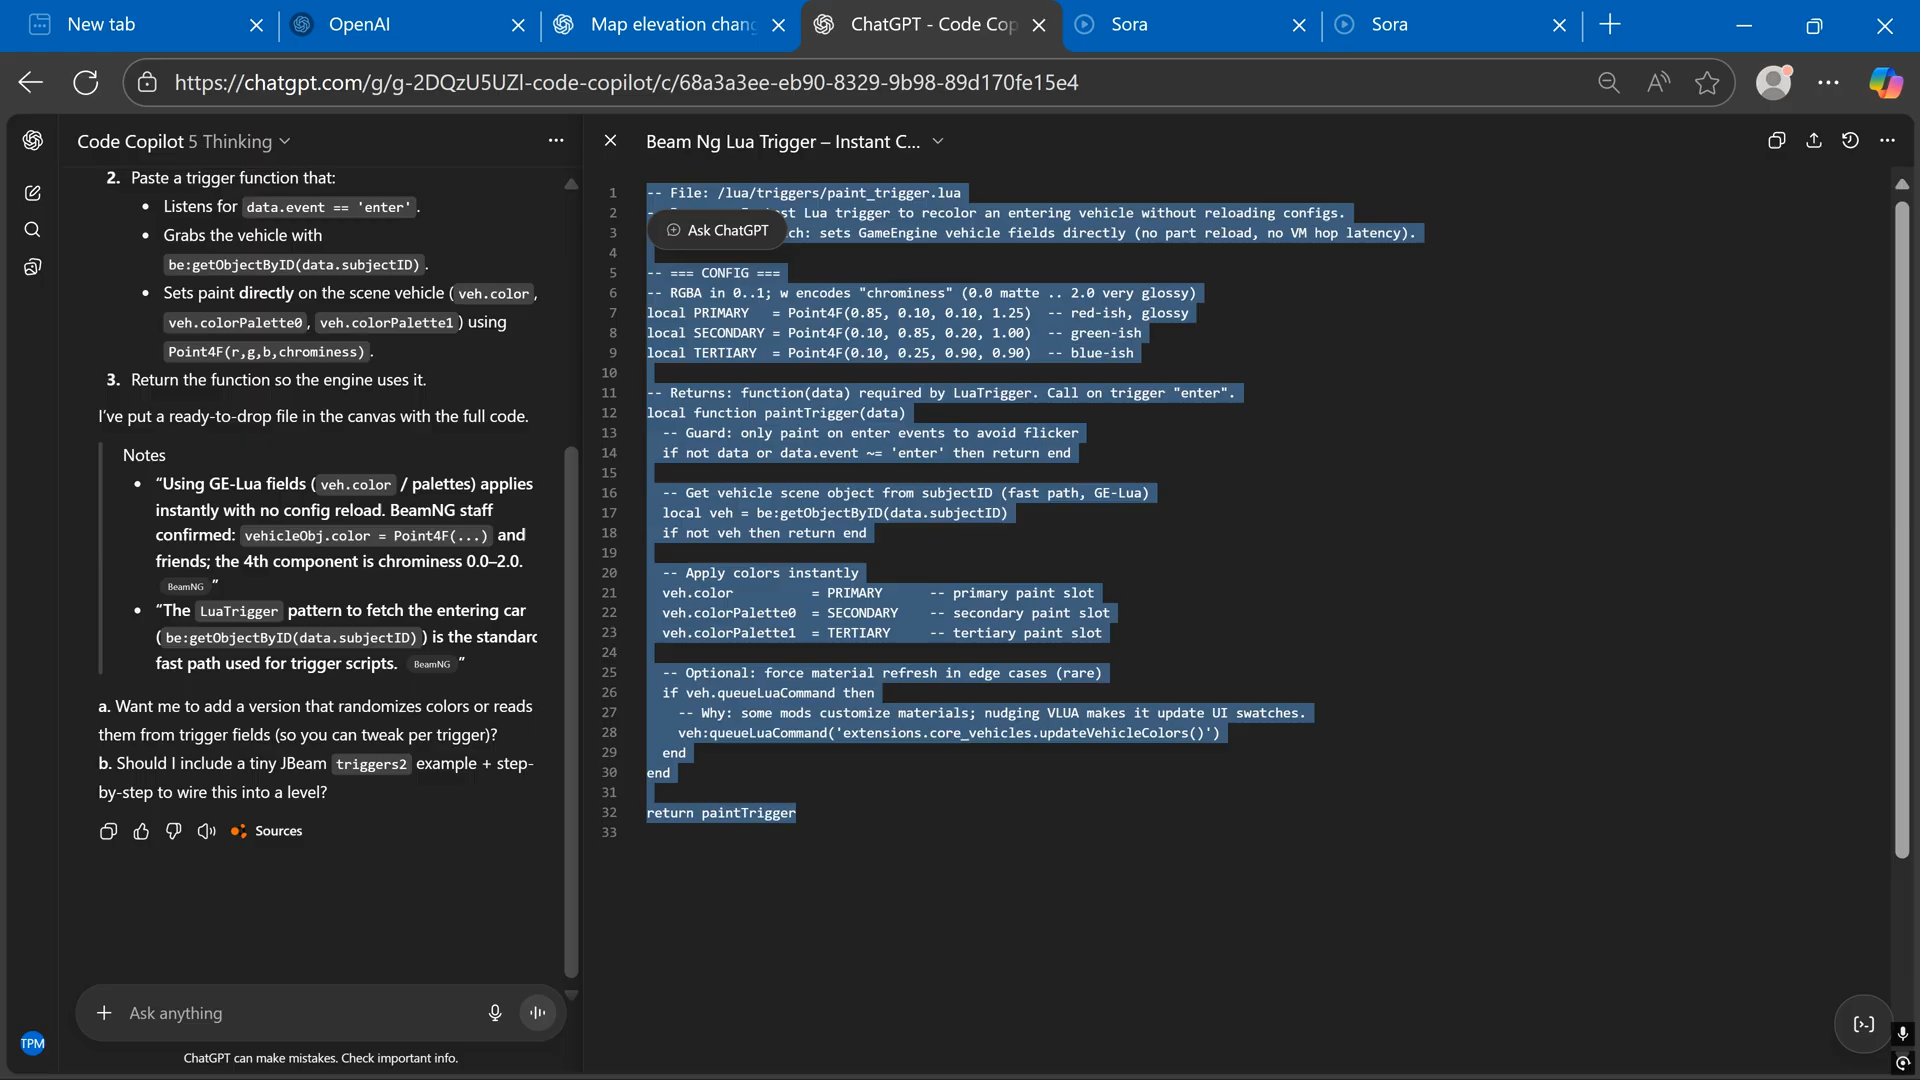 New tab
OpenAI
Map elevation chang
ChatGPT - Code Cop
Sora
Sora
https://chatgpt.com/g/g-2DQzU5UZl-code-copilot/c/68a3a3ee-eb90-8329-9b98-89d170fe15e4
Code Copilot 5 Thinking
2. Paste a trigger function that:
• Listens for data.event == 'enter'.
• Grabs the vehicle with
be:getObjectByID(data.subjectID).
• Sets paint directly on the scene vehicle (veh.color,
veh.colorPalette0, veh.colorPalette1) using
Point4F(r,g,b,chrominess).
3. Return the function so the engine uses it.
I've put a ready-to-drop file in the canvas with the full code.
Notes
• “Using GE-Lua fields (veh.color / palettes) applies
instantly with no config reload. BeamNG staff
confirmed: vehicleObj.color = Point4F(...) and
friends; the 4th component is chrominess 0.0–2.0.
BeamNG ”
• “The LuaTrigger pattern to fetch the entering car
(be:getObjectByID(data.subjectID)) is the standard
fast path used for trigger scripts. BeamNG ”
a. Want me to add a version that randomizes colors or reads
them from trigger fields (so you can tweak per trigger)?
b. Should I include a tiny JBeam triggers2 example + step-
by-step to wire this into a level?
Sources
Ask anything
ChatGPT can make mistakes. Check important info.
TPM
Beam Ng Lua Trigger – Instant C...
1 -- File: /lua/triggers/paint_trigger.lua
2 -- Lua trigger to recolor an entering vehicle without reloading configs.
Ask ChatGPT
3 sets GameEngine vehicle fields directly (no part reload, no VM hop latency).
4
5 -- === CONFIG ===
6 -- RGBA in 0..1; w encodes "chrominess" (0.0 matte .. 2.0 very glossy)
7 local PRIMARY   = Point4F(0.85, 0.10, 0.10, 1.25)  -- red-ish, glossy
8 local SECONDARY = Point4F(0.10, 0.85, 0.20, 1.00)  -- green-ish
9 local TERTIARY  = Point4F(0.10, 0.25, 0.90, 0.90)  -- blue-ish
10
11 -- Returns: function(data) required by LuaTrigger. Call on trigger "enter".
12 local function paintTrigger(data)
13   -- Guard: only paint on enter events to avoid flicker
14   if not data or data.event ~= 'enter' then return end
15
16   -- Get vehicle scene object from subjectID (fast path, GE-Lua)
17   local veh = be:getObjectByID(data.subjectID)
18   if not veh then return end
19
20   -- Apply colors instantly
21   veh.color          = PRIMARY      -- primary paint slot
22   veh.colorPalette0  = SECONDARY    -- secondary paint slot
23   veh.colorPalette1  = TERTIARY     -- tertiary paint slot
24
25   -- Optional: force material refresh in edge cases (rare)
26   if veh.queueLuaCommand then
27     -- Why: some mods customize materials; nudging VLUA makes it update UI swatches.
28     veh:queueLuaCommand('extensions.core_vehicles.updateVehicleColors()')
29   end
30 end
31
32 return paintTrigger
33